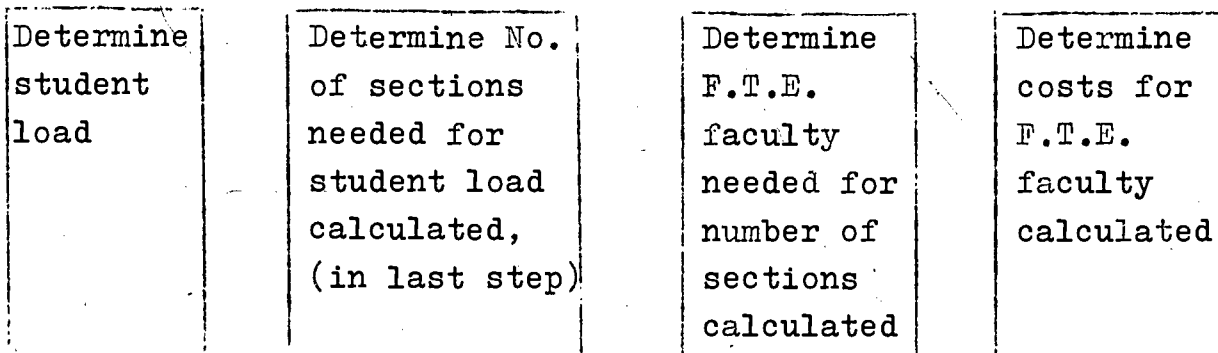 Determine
student
load
Determine No.
of sections
needed for
student load
calculated,
(in last step)
Determine
F.T.E.
faculty
needed for
number of
sections
calculated
Determine
costs for
F.T.E.
faculty
calculated